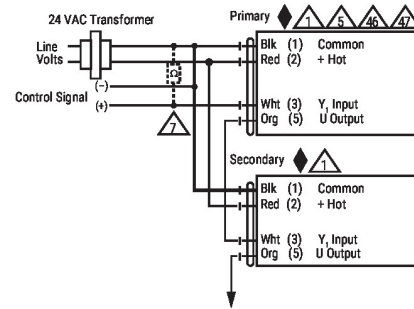 24 VAC Transformer
Primary 1 5 46 47
Line
Volts
Blk (1) Common
Red (2) + Hot
Ω
(–)
Control Signal
(+)
Wht (3) Y₁ Input
Org (5) U Output
7
Secondary 1
Blk (1) Common
Red (2) + Hot
Wht (3) Y₁ Input
Org (5) U Output